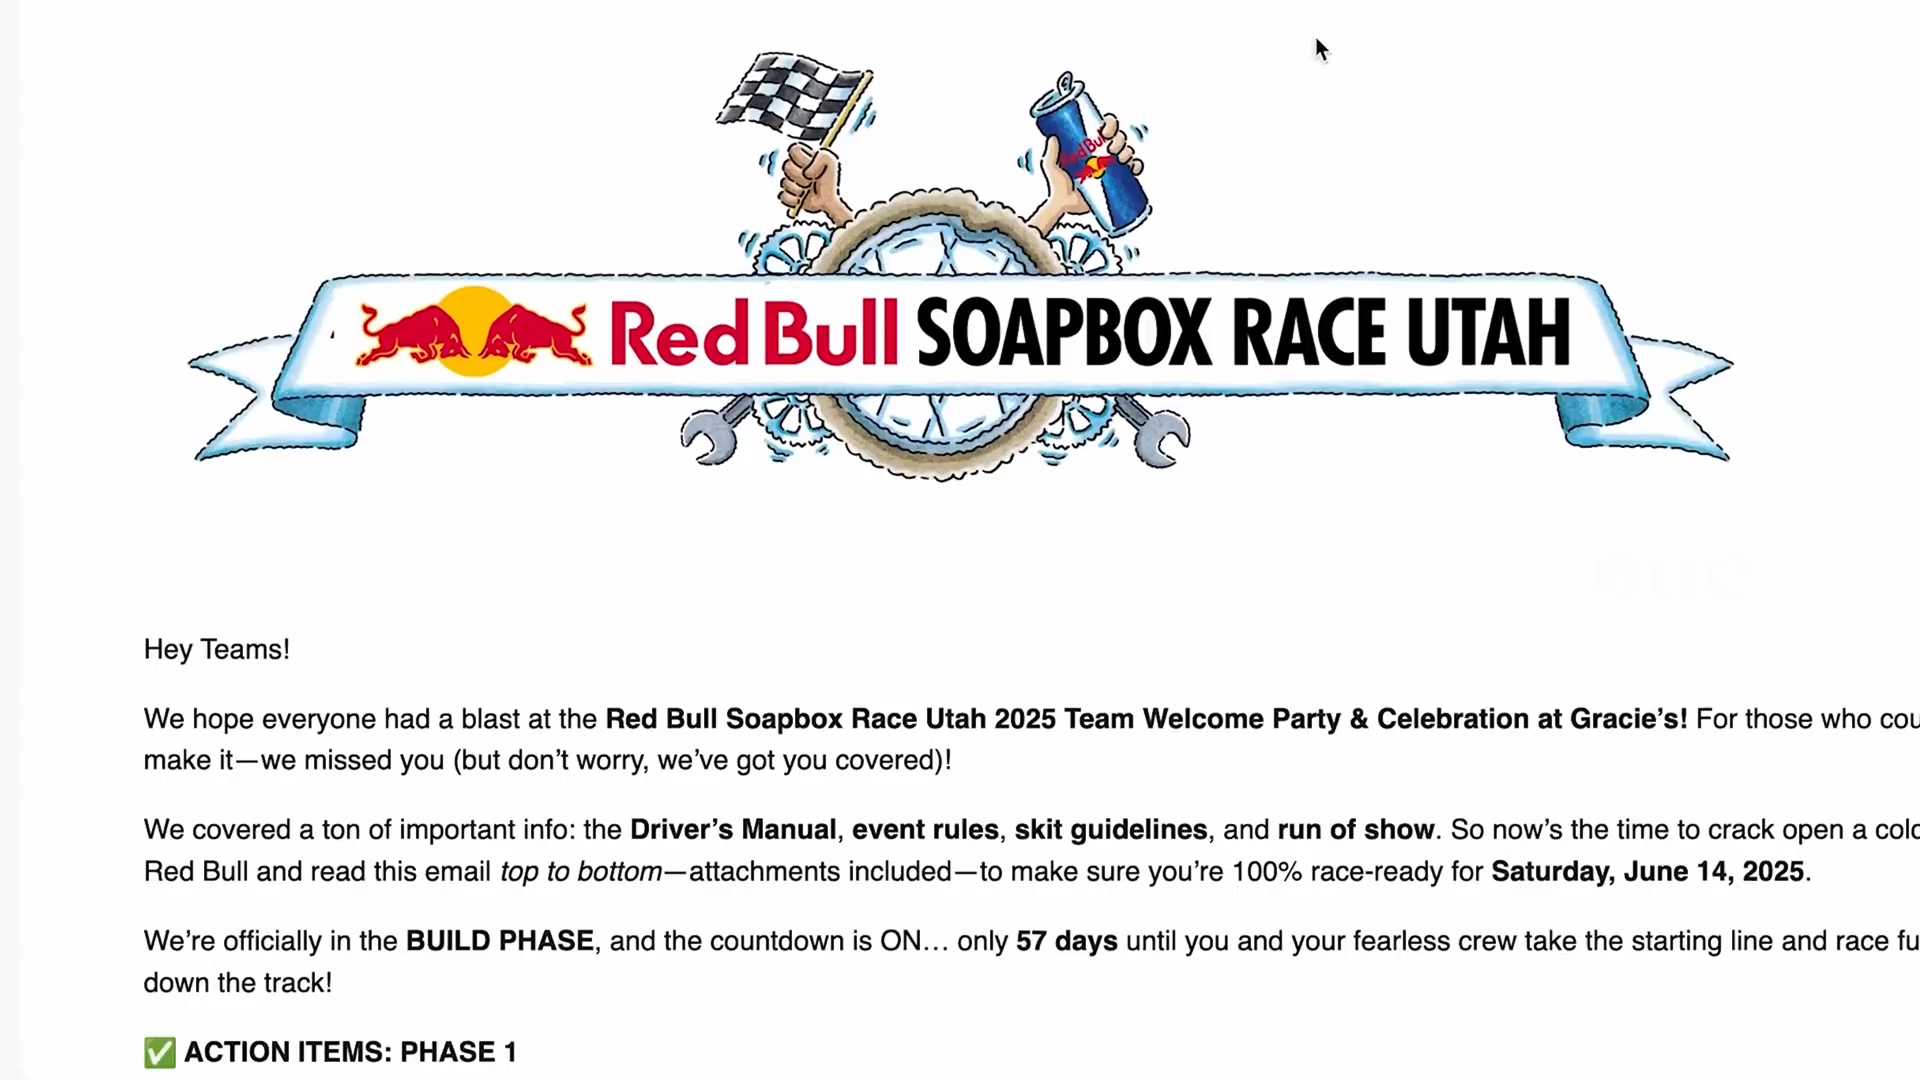 Red Bull
Red Bull SOAPBOX RACE UTAH
Hey Teams!
We hope everyone had a blast at the Red Bull Soapbox Race Utah 2025 Team Welcome Party & Celebration at Gracie’s! For those who
make it—we missed you (but don’t worry, we’ve got you covered)!
We covered a ton of important info: the Driver’s Manual, event rules, skit guidelines, and run of show. So now’s the time to crack open a
Red Bull and read this email top to bottom—attachments included—to make sure you’re 100% race-ready for Saturday, June 14, 2025.
We’re officially in the BUILD PHASE, and the countdown is ON… only 57 days until you and your fearless crew take the starting line and race
down the track!
✅ ACTION ITEMS: PHASE 1